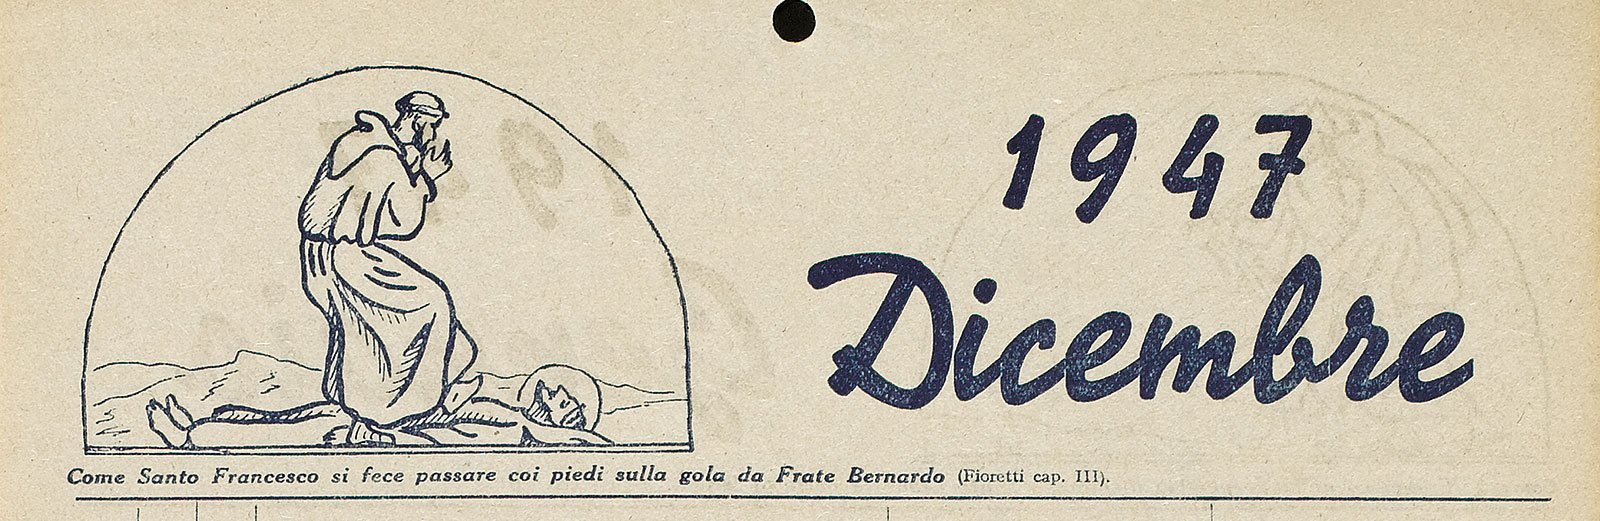 1947
Dicembre
Come Santo Francesco si fece passare coi piedi sulla gola da Frate Bernardo (Fioretti cap. III).